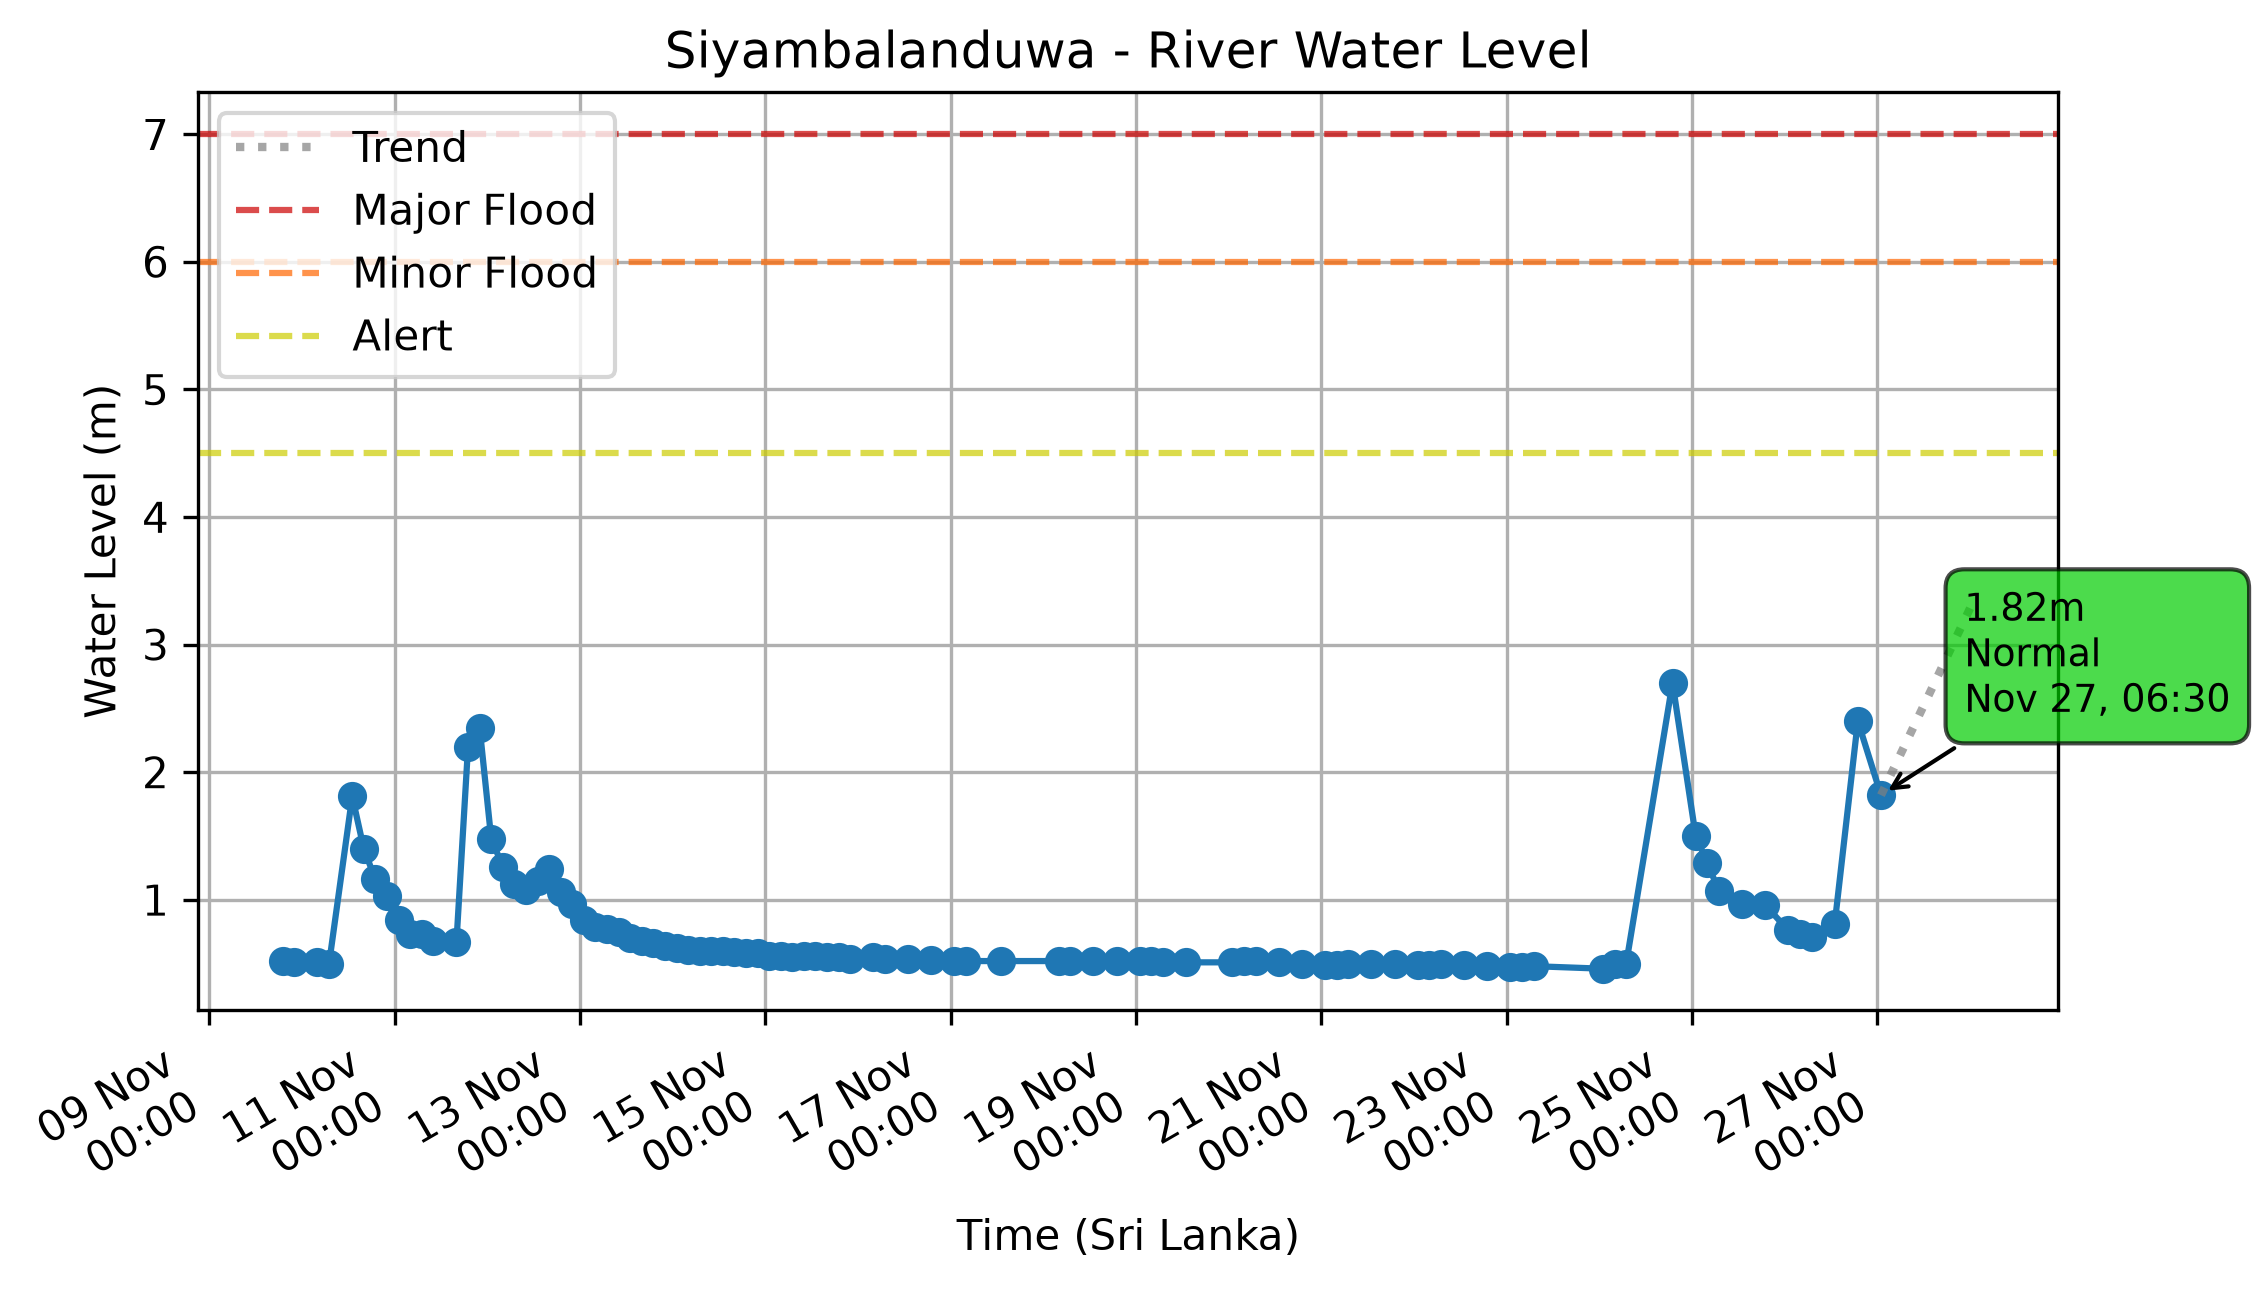 Siyambalanduwa - River Water Level
Trend
Major Flood
Minor Flood
Alert
7
6
5
4
3
2
1
Water Level (m)
1.82m
Normal
Nov 27, 06:30
09 Nov
00:00
11 Nov
00:00
13 Nov
00:00
15 Nov
00:00
17 Nov
00:00
19 Nov
00:00
21 Nov
00:00
23 Nov
00:00
25 Nov
00:00
27 Nov
00:00
Time (Sri Lanka)